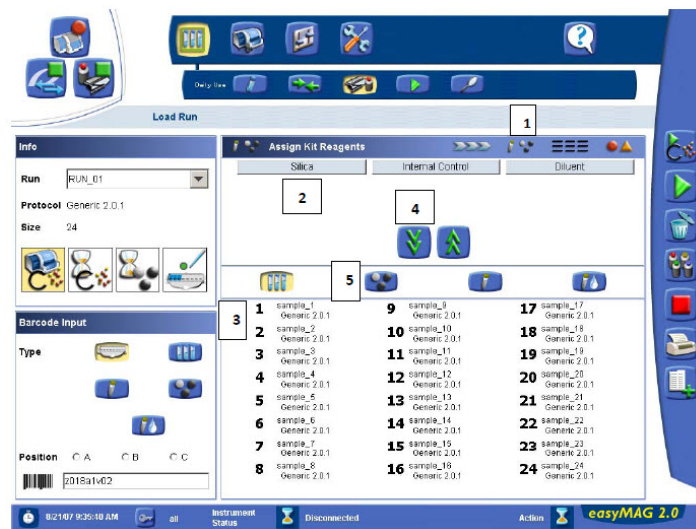 Daily Use
Load Run
1
Info
Assign Kit Reagents
Silica
Internal Control
Diluent
Run
RUN_01
Protocol Generic 2.0.1
Size 24
2
4
5
3
1 sample_1 Generic 2.0.1
9 sample_9 Generic 2.0.1
17 sample_17 Generic 2.0.1
2 sample_2 Generic 2.0.1
10 sample_10 Generic 2.0.1
18 sample_18 Generic 2.0.1
3 sample_3 Generic 2.0.1
11 sample_11 Generic 2.0.1
19 sample_19 Generic 2.0.1
4 sample_4 Generic 2.0.1
12 sample_12 Generic 2.0.1
20 sample_20 Generic 2.0.1
5 sample_5 Generic 2.0.1
13 sample_13 Generic 2.0.1
21 sample_21 Generic 2.0.1
6 sample_6 Generic 2.0.1
14 sample_14 Generic 2.0.1
22 sample_22 Generic 2.0.1
7 sample_7 Generic 2.0.1
15 sample_15 Generic 2.0.1
23 sample_23 Generic 2.0.1
8 sample_8 Generic 2.0.1
16 sample_16 Generic 2.0.1
24 sample_24 Generic 2.0.1
Barcode Input
Type
Position A B C
z018a1v02
8/21/07 9:35:48 AM
all
Instrument Status
Disconnected
Action
easyMAG 2.0